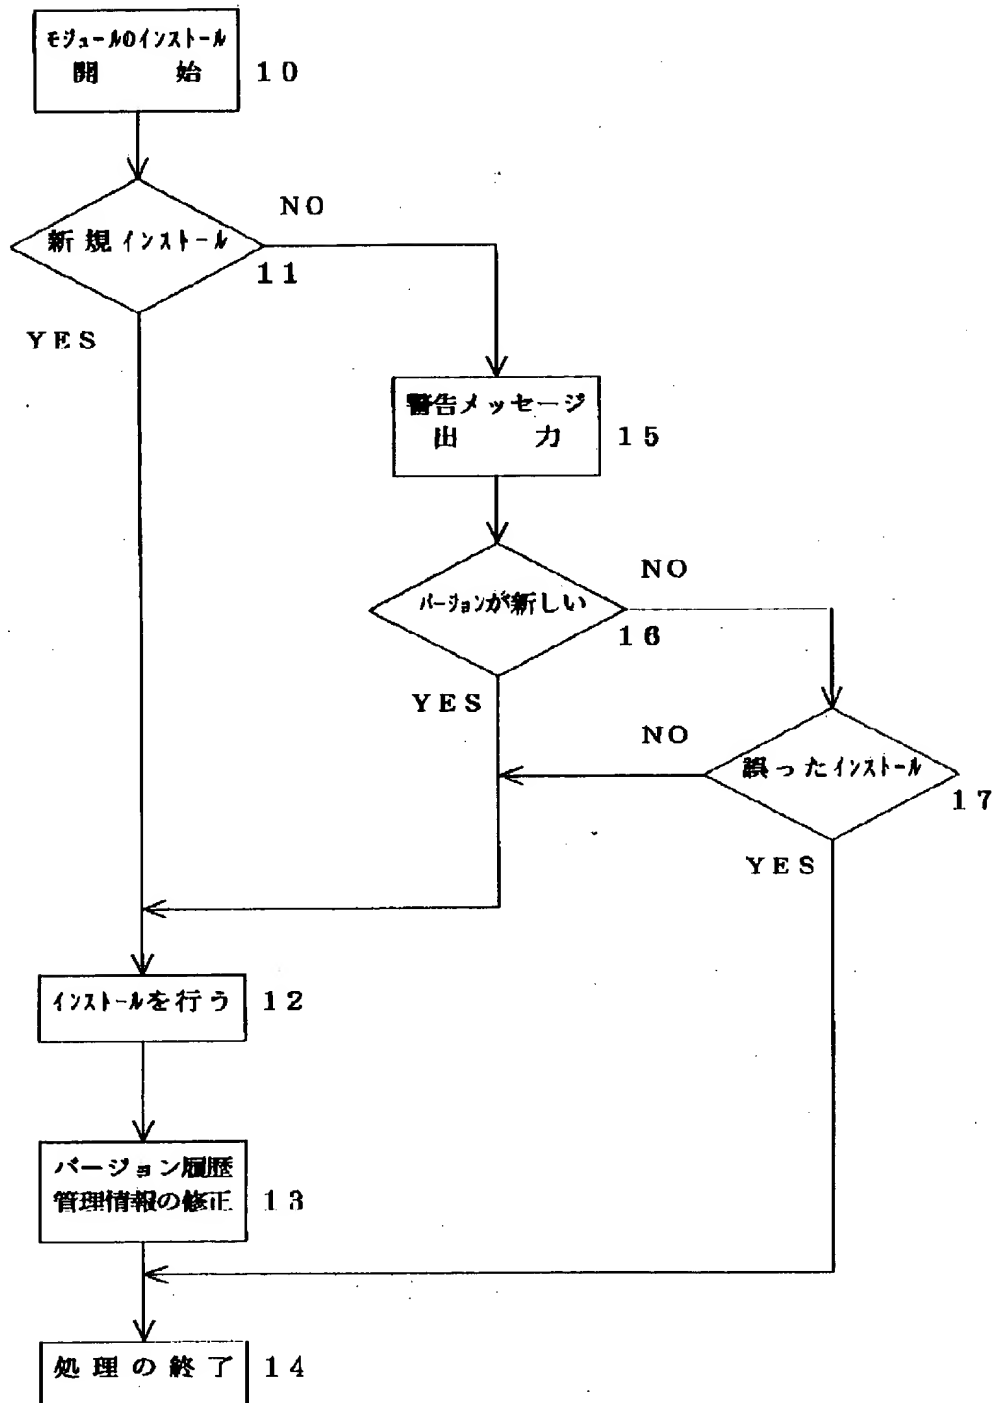 モジュールのインストール
開 始
10
NO
新規インストール
11
YES
警告メッセージ
出 力
15
NO
バージョンが新しい
16
YES
NO
誤ったインストール
17
YES
インストールを行う
12
バージョン履歴
管理情報の修正
13
処理の終了
14